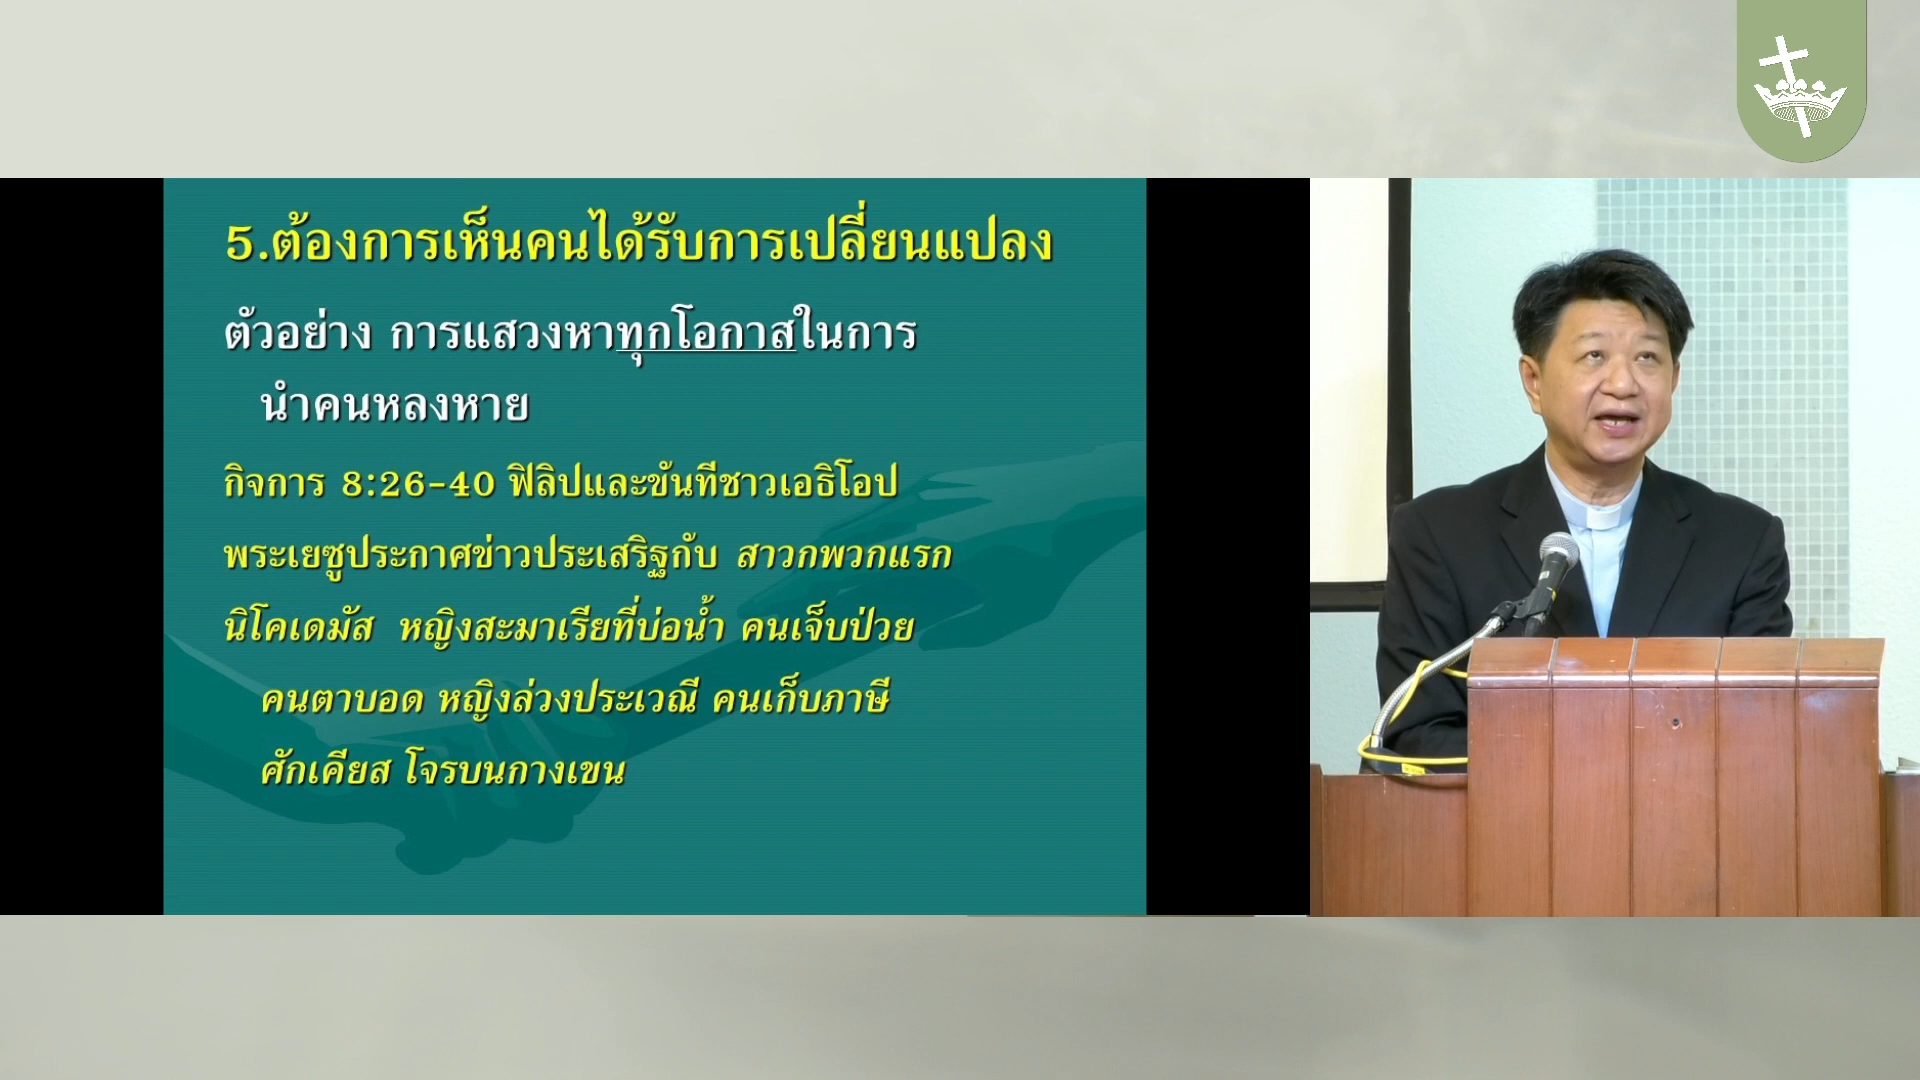 5.ต้องการเห็นคนได้รับการเปลี่ยนแปลง
ตัวอย่าง การแสวงหาทุกโอกาสในการ
นำคนหลงหาย
กิจการ 8:26-40 ฟิลิปและขันทีชาวเอธิโอป
พระเยซูประกาศข่าวประเสริฐกับ สาวกพวกแรก
นิโคเดมัส หญิงสะมาเรียที่บ่อน้ำ คนเจ็บป่วย
คนตาบอด หญิงล่วงประเวณี คนเก็บภาษี
ศักเคียส โจรบนกางเขน